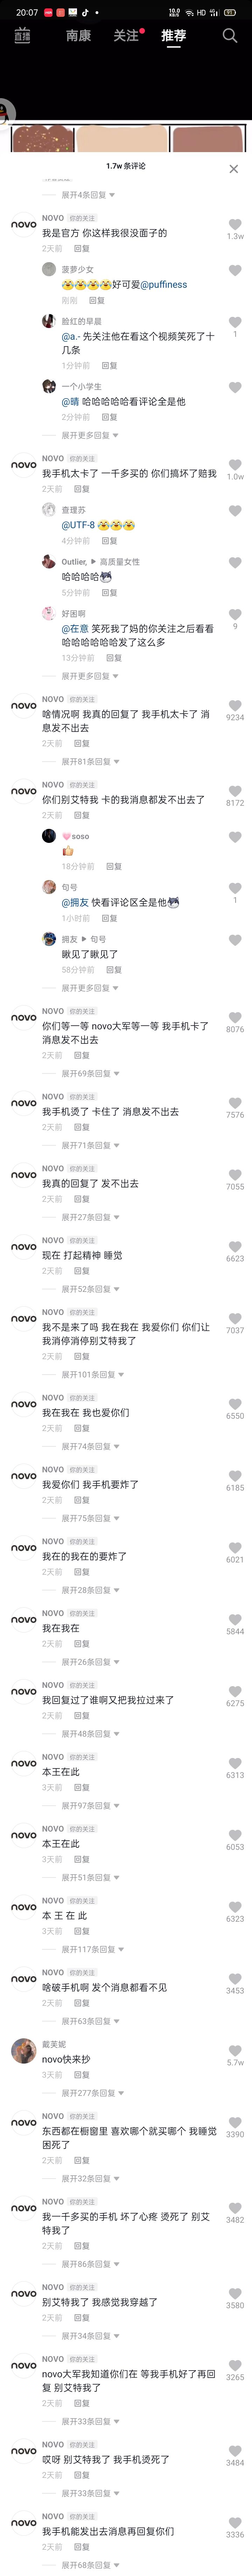 20:07
10.0
KB/S
HD
4G
91
直播
南康
关注
推荐
1.7w 条评论
展开4条回复
NOVO 你的关注
我是官方 你这样我很没面子的
2天前 回复
1.3w
菠萝少女
😭😭😭😭好可爱@puffiness
刚刚 回复
脸红的早晨
@a.- 先关注他在看这个视频笑死了十
几条
1分钟前 回复
1
一个小学生
@晴 哈哈哈哈哈看评论全是他
2分钟前 回复
展开更多回复
NOVO 你的关注
我手机太卡了 一千多买的 你们搞坏了赔我
2天前 回复
1.0w
查理苏
@UTF-8 😂😂😂
4分钟前 回复
Outlier, ▶ 高质量女性
哈哈哈哈
5分钟前 回复
好困啊
@在意 笑死我了妈的你关注之后看看
哈哈哈哈哈哈发了这么多
13分钟前 回复
9
展开更多回复
NOVO 你的关注
啥情况啊 我真的回复了 我手机太卡了 消
息发不出去
2天前 回复
9234
展开81条回复
NOVO 你的关注
你们别艾特我 卡的我消息都发不出去了
2天前 回复
8172
🩷soso
👍
18分钟前 回复
句号
@拥友 快看评论区全是他
1小时前 回复
1
拥友 ▶ 句号
瞅见了瞅见了
58分钟前 回复
展开更多回复
NOVO 你的关注
你们等一等 novo大军等一等 我手机卡了
消息发不出去
2天前 回复
8076
展开69条回复
NOVO 你的关注
我手机烫了 卡住了 消息发不出去
2天前 回复
7576
展开71条回复
NOVO 你的关注
我真的回复了 发不出去
2天前 回复
7055
展开27条回复
NOVO 你的关注
现在 打起精神 睡觉
2天前 回复
6623
展开52条回复
NOVO 你的关注
我不是来了吗 我在我在 我爱你们 你们让
我消停消停别艾特我了
2天前 回复
7037
展开101条回复
NOVO 你的关注
我在我在 我也爱你们
2天前 回复
6550
展开74条回复
NOVO 你的关注
我爱你们 我手机要炸了
2天前 回复
6185
展开75条回复
NOVO 你的关注
我在的我在的要炸了
2天前 回复
6021
展开28条回复
NOVO 你的关注
我在我在
2天前 回复
5844
展开26条回复
NOVO 你的关注
我回复过了谁啊又把我拉过来了
2天前 回复
6275
展开48条回复
NOVO 你的关注
本王在此
3天前 回复
6313
展开97条回复
NOVO 你的关注
本王在此
3天前 回复
6053
展开51条回复
NOVO 你的关注
本 王 在 此
3天前 回复
6323
展开117条回复
NOVO 你的关注
啥破手机啊 发个消息都看不见
2天前 回复
3453
展开63条回复
戴芙妮
novo快来抄
3天前 回复
5.7w
展开277条回复
NOVO 你的关注
东西都在橱窗里 喜欢哪个就买哪个 我睡觉
困死了
2天前 回复
3390
展开32条回复
NOVO 你的关注
我一千多买的手机 坏了心疼 烫死了 别艾
特我了
2天前 回复
3482
展开86条回复
NOVO 你的关注
别艾特我了 我感觉我穿越了
2天前 回复
3580
展开34条回复
NOVO 你的关注
novo大军我知道你们在 等我手机好了再回
复 别艾特我了
2天前 回复
3265
展开33条回复
NOVO 你的关注
哎呀 别艾特我了 我手机烫死了
2天前 回复
3484
展开33条回复
NOVO 你的关注
我手机能发出去消息再回复你们
2天前 回复
3336
展开68条回复